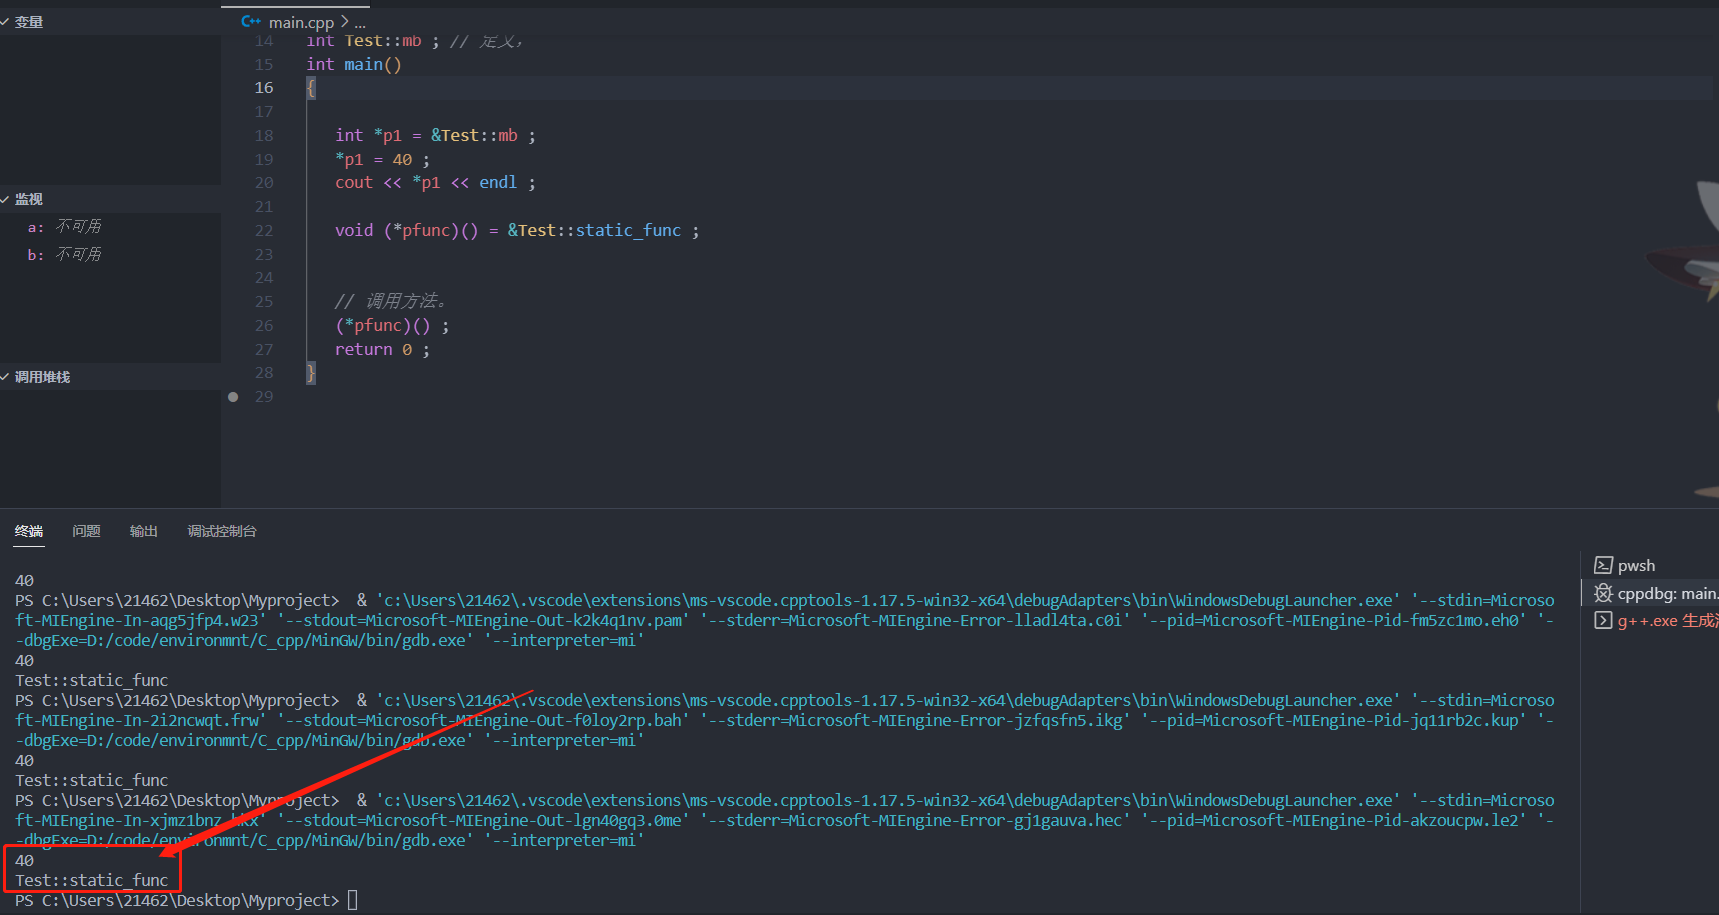 变量
监视
a: 不可用
b: 不可用
调用堆栈
C++ main.cpp > ...
14 int Test::mb ; // 定义,
15 int main()
16 {
17
18 int *p1 = &Test::mb ;
19 *p1 = 40 ;
20 cout << *p1 << endl ;
21
22 void (*pfunc)() = &Test::static_func ;
23
24
25 // 调用方法。
26 (*pfunc)() ;
27 return 0 ;
28 }
29
终端 问题 输出 调试控制台
40
PS C:\Users\21462\Desktop\Myproject>  & 'c:\Users\21462\.vscode\extensions\ms-vscode.cpptools-1.17.5-win32-x64\debugAdapters\bin\WindowsDebugLauncher.exe' '--stdin=Microso
ft-MIEngine-In-aqg5jfp4.w23' '--stdout=Microsoft-MIEngine-Out-k2k4q1nv.pam' '--stderr=Microsoft-MIEngine-Error-lladl4ta.c0i' '--pid=Microsoft-MIEngine-Pid-fm5zc1mo.eh0' '-
-dbgExe=D:/code/environmnt/C_cpp/MinGW/bin/gdb.exe' '--interpreter=mi'
40
Test::static_func
PS C:\Users\21462\Desktop\Myproject>  & 'c:\Users\21462\.vscode\extensions\ms-vscode.cpptools-1.17.5-win32-x64\debugAdapters\bin\WindowsDebugLauncher.exe' '--stdin=Microso
ft-MIEngine-In-2i2ncwqt.frw' '--stdout=Microsoft-MIEngine-Out-f0loy2rp.bah' '--stderr=Microsoft-MIEngine-Error-jzfqsfn5.ikg' '--pid=Microsoft-MIEngine-Pid-jq11rb2c.kup' '-
-dbgExe=D:/code/environmnt/C_cpp/MinGW/bin/gdb.exe' '--interpreter=mi'
40
Test::static_func
PS C:\Users\21462\Desktop\Myproject>  & 'c:\Users\21462\.vscode\extensions\ms-vscode.cpptools-1.17.5-win32-x64\debugAdapters\bin\WindowsDebugLauncher.exe' '--stdin=Microso
ft-MIEngine-In-xjmz1bnz.hkx' '--stdout=Microsoft-MIEngine-Out-lgn40gq3.0me' '--stderr=Microsoft-MIEngine-Error-gj1gauva.hec' '--pid=Microsoft-MIEngine-Pid-akzoucpw.le2' '-
-dbgExe=D:/code/environmnt/C_cpp/MinGW/bin/gdb.exe' '--interpreter=mi'
40
Test::static_func
PS C:\Users\21462\Desktop\Myproject>
pwsh
cppdbg: main.
g++.exe 生成